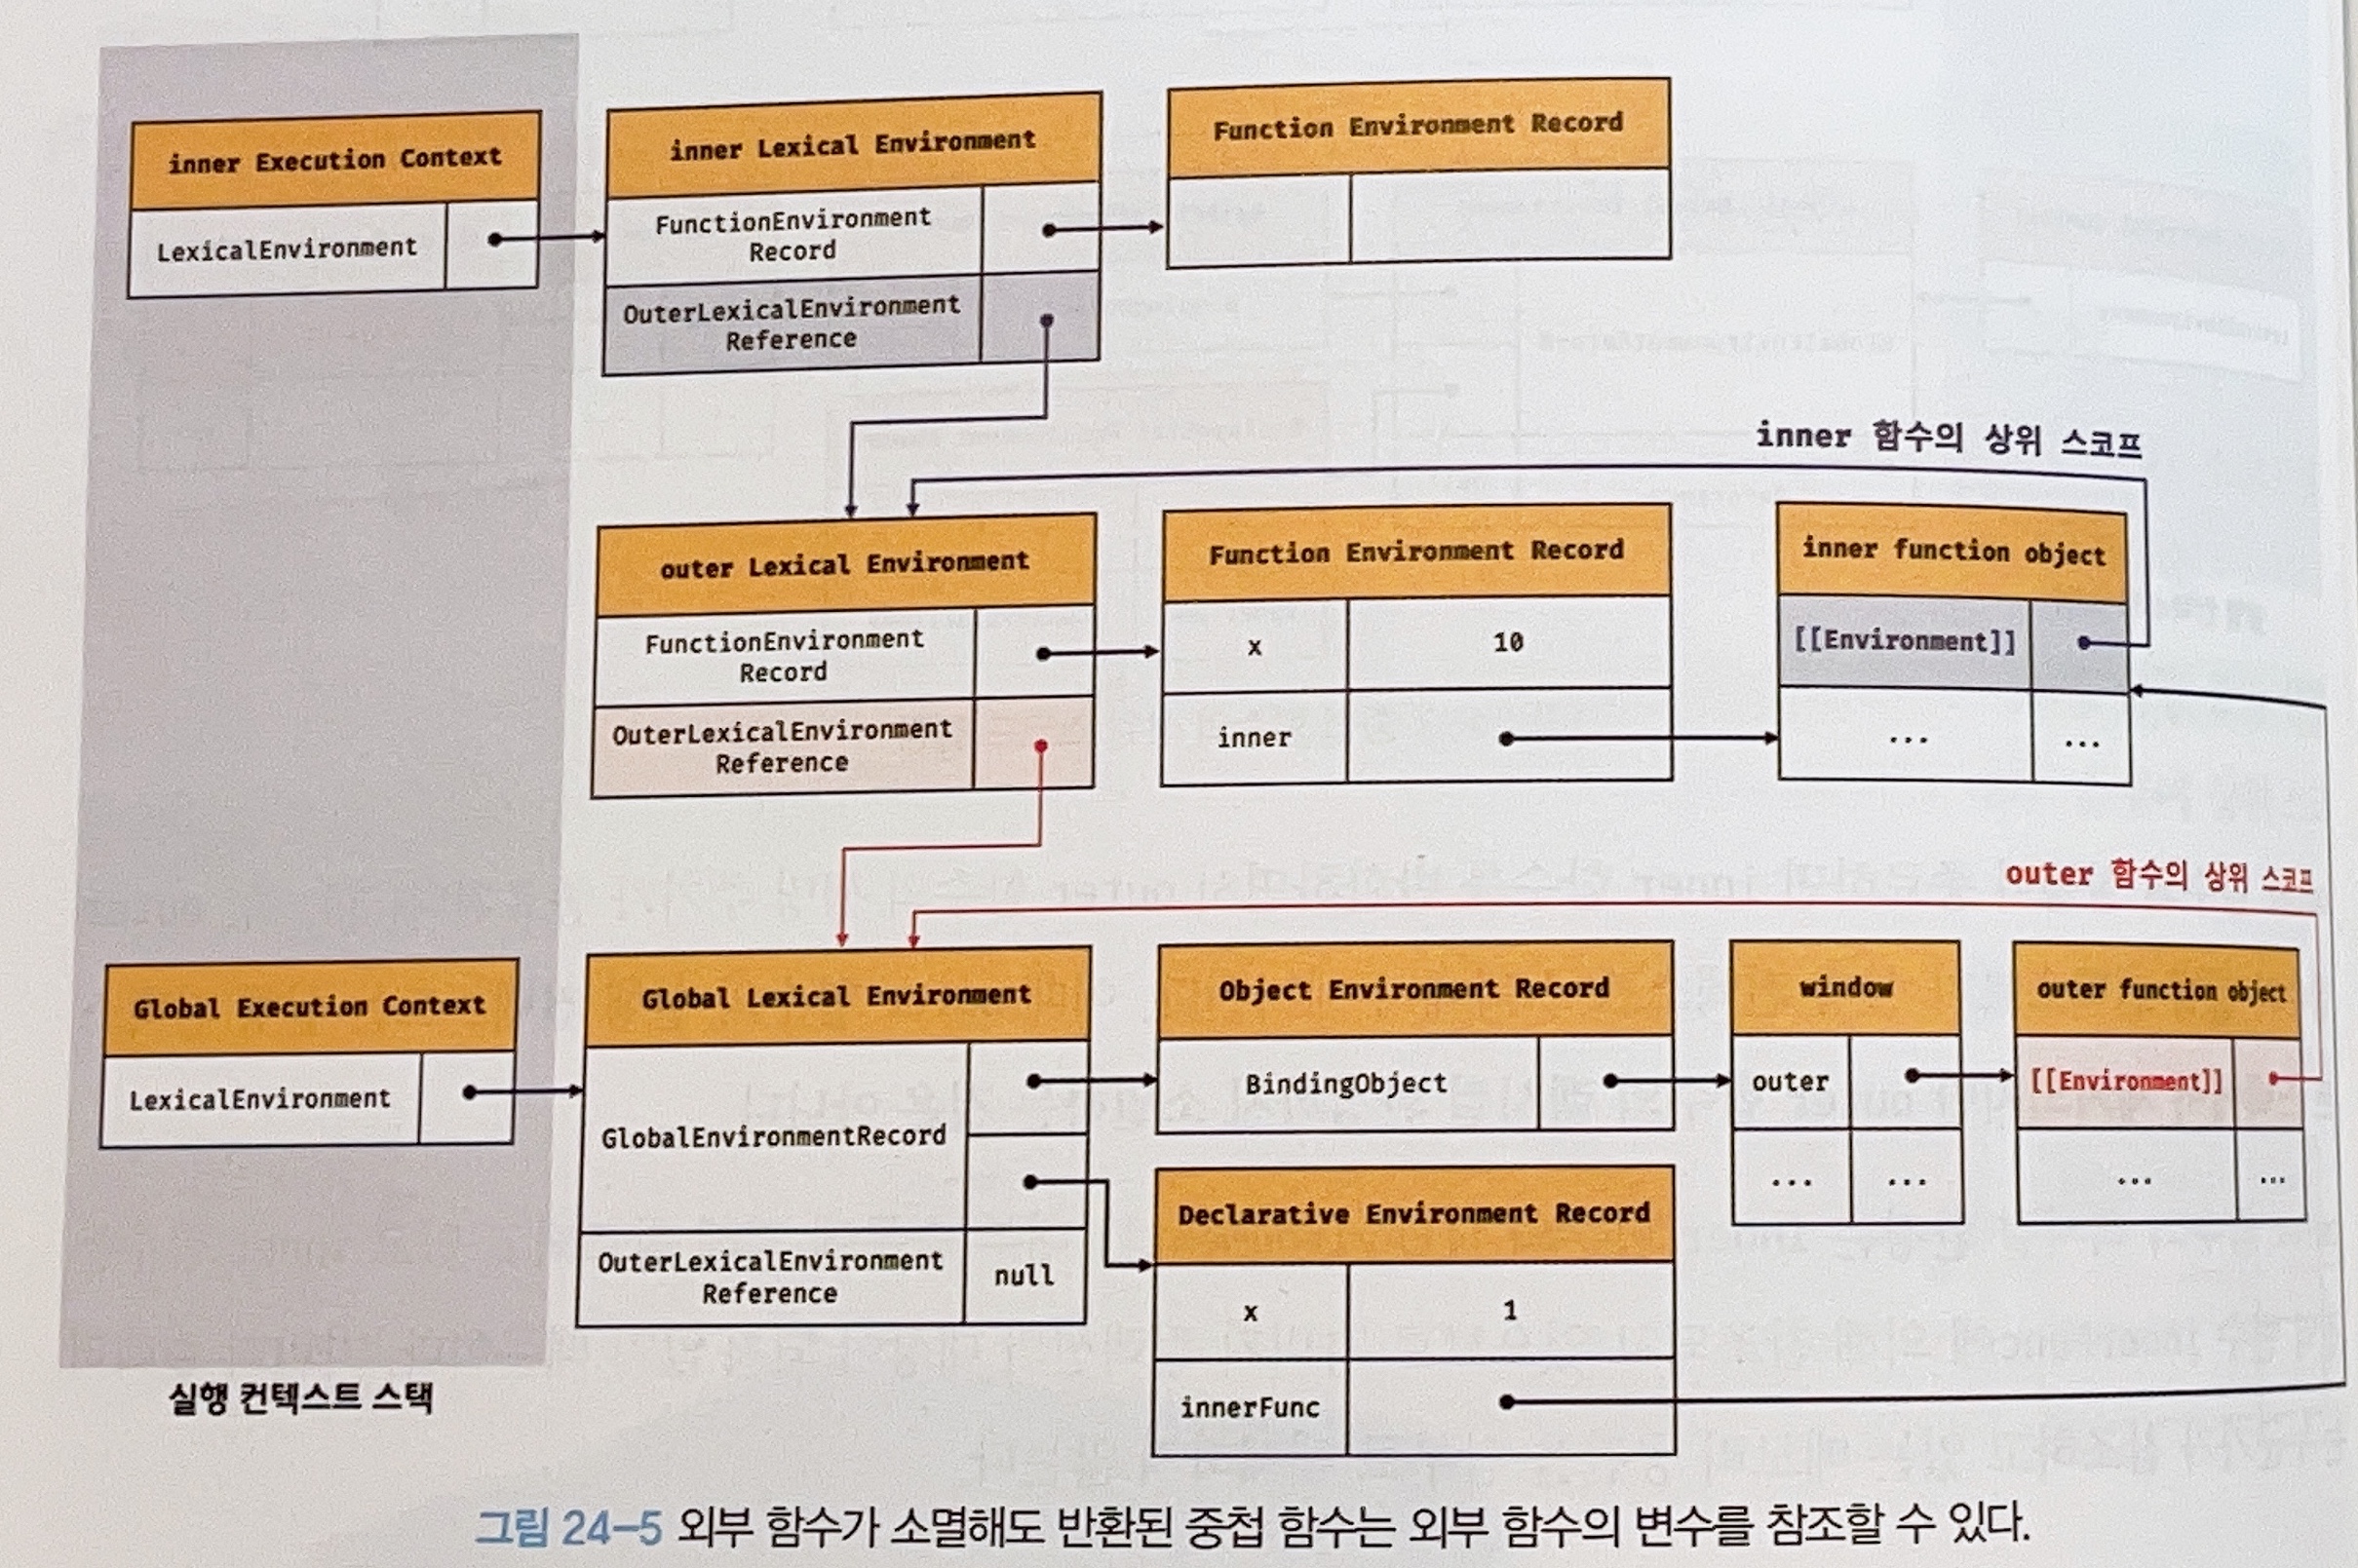 inner Execution Context
LexicalEnvironment
inner Lexical Environment
FunctionEnvironment
Record
OuterLexicalEnvironment
Reference
Function Environment Record
inner 함수의 상위 스코프
outer Lexical Environment
FunctionEnvironment
Record
OuterLexicalEnvironment
Reference
Function Environment Record
x 10
inner
inner function object
[[Environment]]
... ...
outer 함수의 상위 스코프
Global Execution Context
LexicalEnvironment
Global Lexical Environment
GlobalEnvironmentRecord
OuterLexicalEnvironment
Reference
null
Object Environment Record
BindingObject
window
outer
... ...
outer function object
[[Environment]]
... ...
Declarative Environment Record
x 1
innerFunc
실행 컨텍스트 스택
그림 24-5 외부 함수가 소멸해도 반환된 중첩 함수는 외부 함수의 변수를 참조할 수 있다.